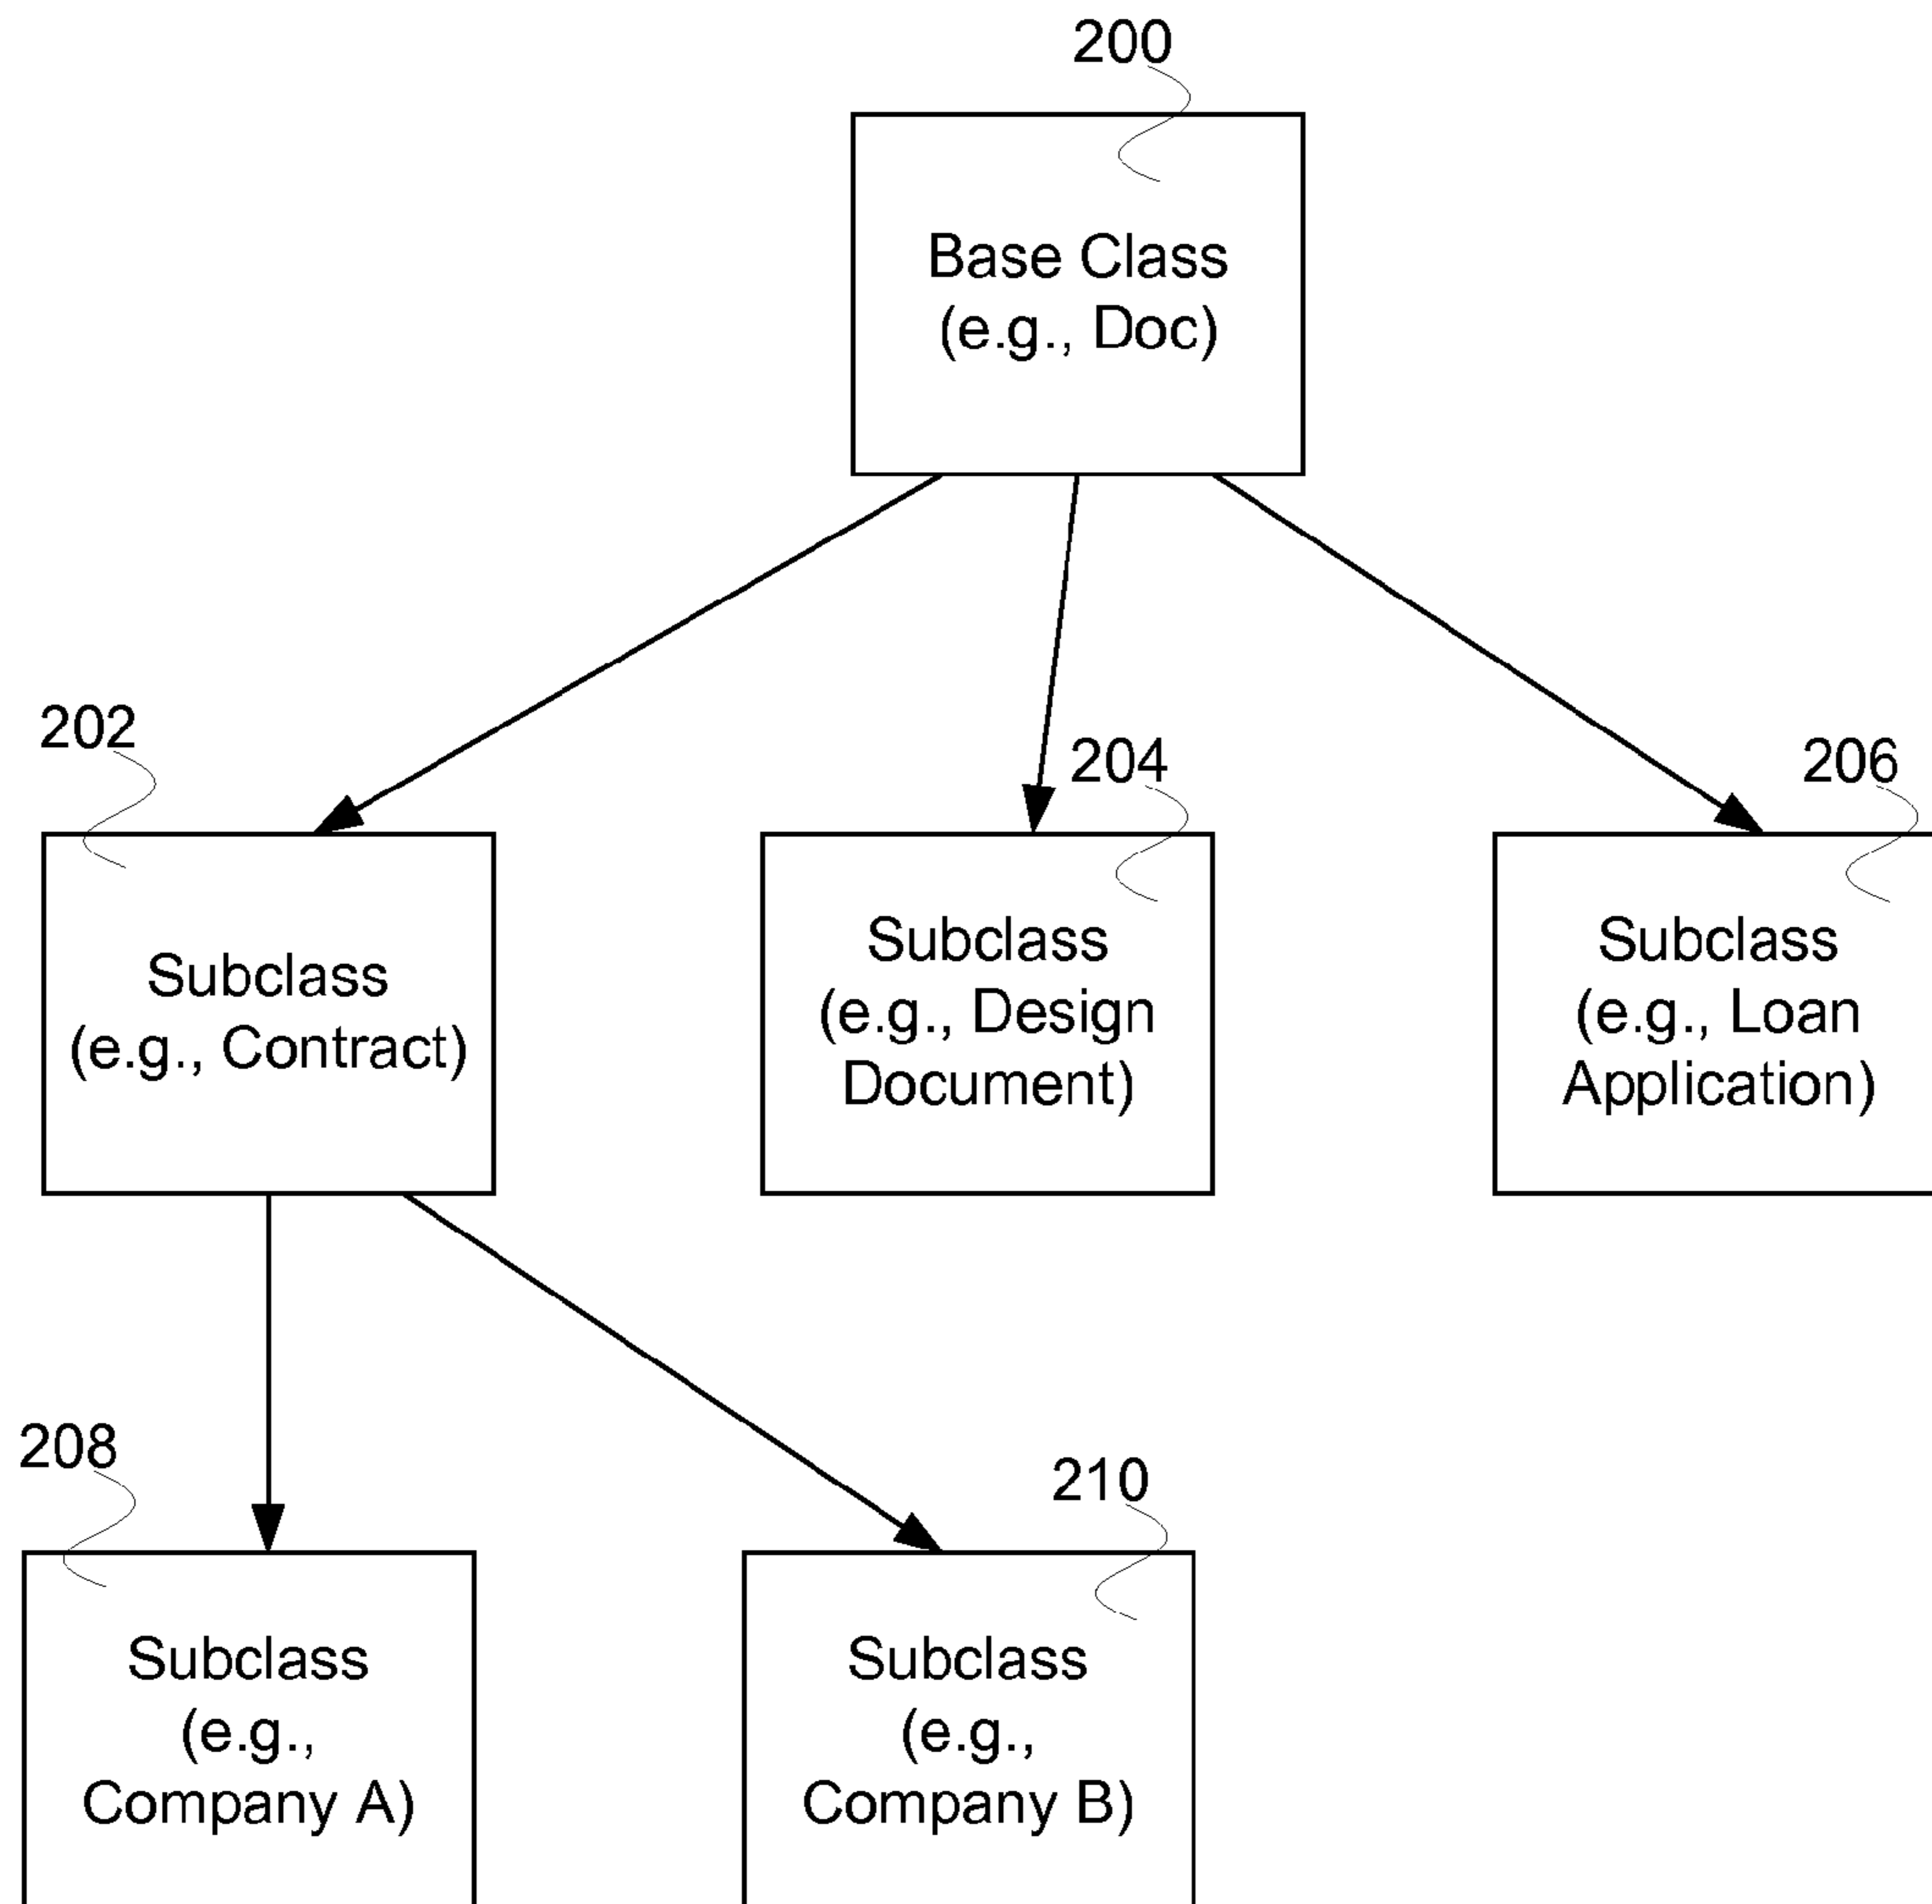 200
Base Class
(e.g., Doc)
202
204
206
Subclass
(e.g., Contract)
Subclass
(e.g., Design
Document)
Subclass
(e.g., Loan
Application)
208
210
Subclass
(e.g.,
Company A)
Subclass
(e.g.,
Company B)